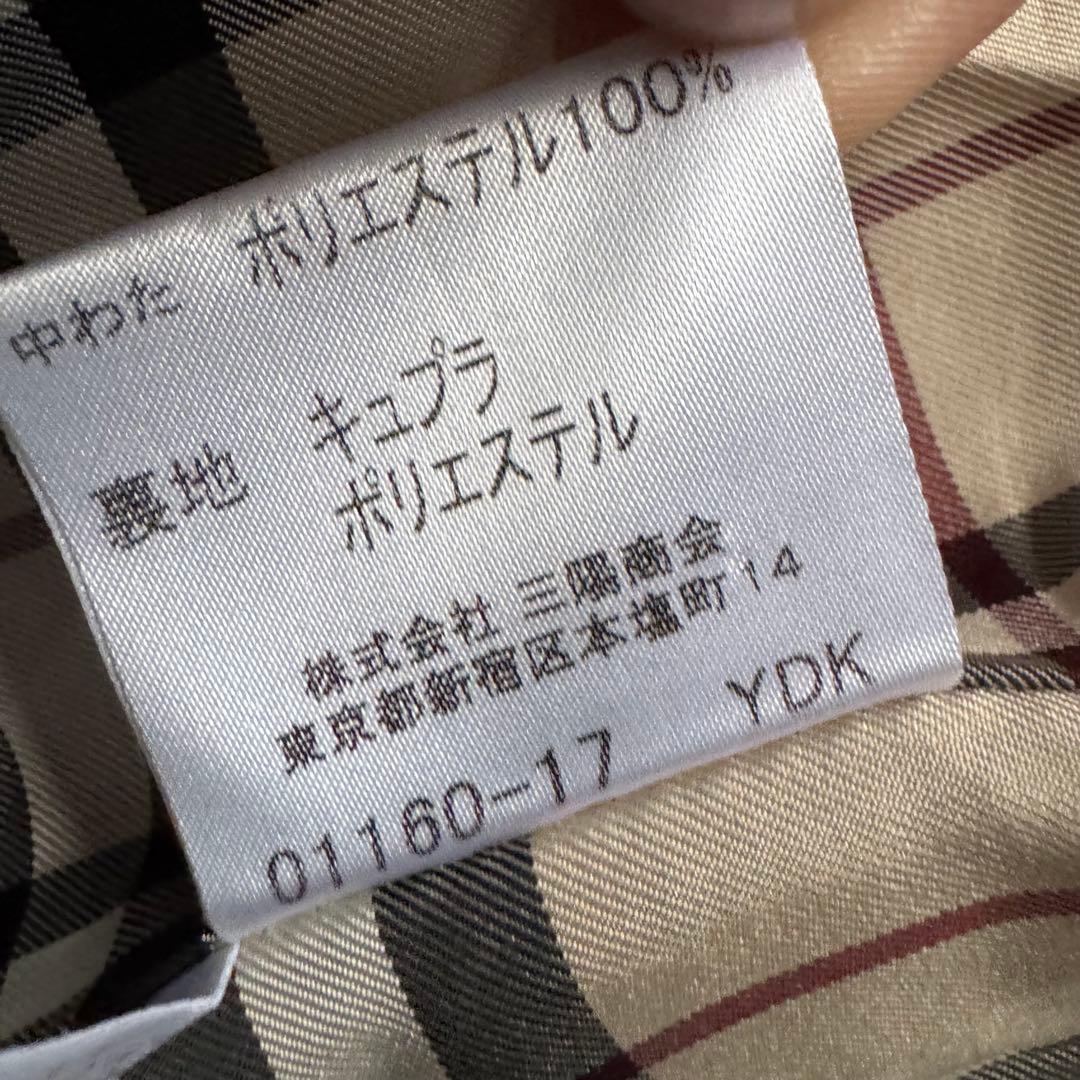 中わた ポリエステル100%
裏地 キュプラ
ポリエステル
株式会社 三陽商会
東京都新宿区本塩町14
01160-17 YDK